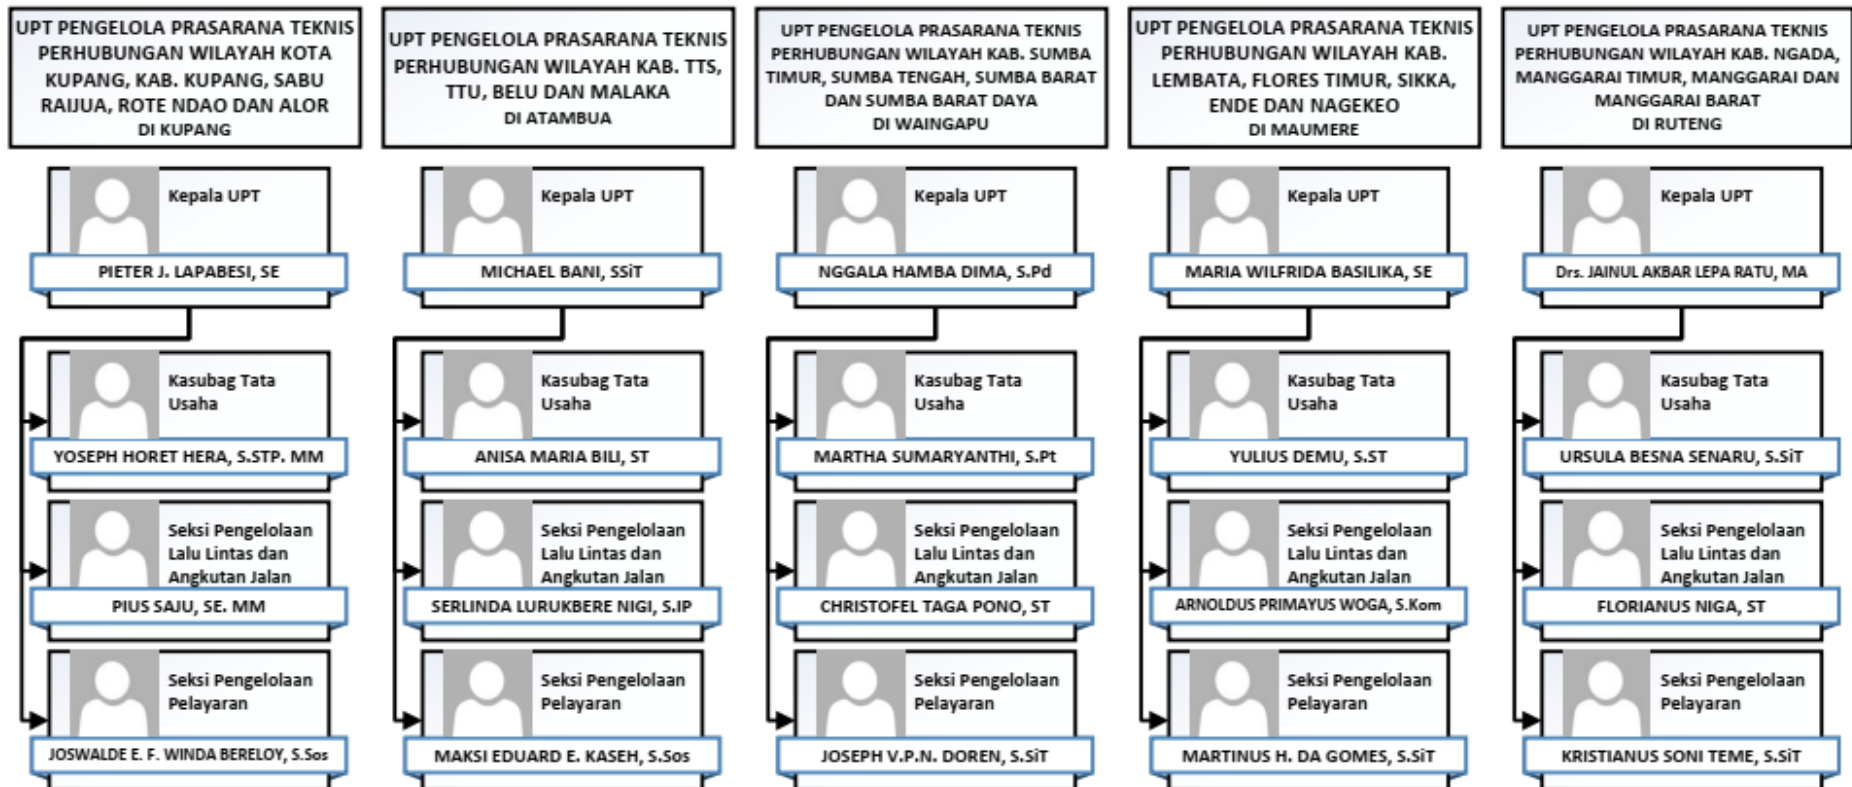 UPT PENGELOLA PRASARANA TEKNIS
PERHUBUNGAN WILAYAH KOTA
KUPANG, KAB. KUPANG, SABU
RAIJUA, ROTE NDAO DAN ALOR
DI KUPANG
Kepala UPT
PIETER J. LAPABESI, SE
Kasubag Tata
Usaha
YOSEPH HORET HERA, S.STP. MM
Seksi Pengelolaan
Lalu Lintas dan
Angkutan Jalan
PIUS SAJU, SE. MM
Seksi Pengelolaan
Pelayaran
JOSWALDE E. F. WINDA BERELOY, S.Sos
UPT PENGELOLA PRASARANA TEKNIS
PERHUBUNGAN WILAYAH KAB. TTS,
TTU, BELU DAN MALAKA
DI ATAMBUA
Kepala UPT
MICHAEL BANI, SSiT
Kasubag Tata
Usaha
ANISA MARIA BILI, ST
Seksi Pengelolaan
Lalu Lintas dan
Angkutan Jalan
SERLINDA LURUKBERE NIGI, S.IP
Seksi Pengelolaan
Pelayaran
MAKSI EDUARD E. KASEH, S.Sos
UPT PENGELOLA PRASARANA TEKNIS
PERHUBUNGAN WILAYAH KAB. SUMBA
TIMUR, SUMBA TENGAH, SUMBA BARAT
DAN SUMBA BARAT DAYA
DI WAINGAPU
Kepala UPT
NGGALA HAMBA DIMA, S.Pd
Kasubag Tata
Usaha
MARTHA SUMARYANTHI, S.Pt
Seksi Pengelolaan
Lalu Lintas dan
Angkutan Jalan
CHRISTOFEL TAGA PONO, ST
Seksi Pengelolaan
Pelayaran
JOSEPH V.P.N. DOREN, S.SiT
UPT PENGELOLA PRASARANA TEKNIS
PERHUBUNGAN WILAYAH KAB.
LEMBATA, FLORES TIMUR, SIKKA,
ENDE DAN NAGEKEO
DI MAUMERE
Kepala UPT
MARIA WILFRIDA BASILIKA, SE
Kasubag Tata
Usaha
YULIUS DEMU, S.ST
Seksi Pengelolaan
Lalu Lintas dan
Angkutan Jalan
ARNOLDUS PRIMAYUS WOGA, S.Kom
Seksi Pengelolaan
Pelayaran
MARTINUS H. DA GOMES, S.SiT
UPT PENGELOLA PRASARANA TEKNIS
PERHUBUNGAN WILAYAH KAB. NGADA,
MANGGARAI TIMUR, MANGGARAI DAN
MANGGARAI BARAT
DI RUTENG
Kepala UPT
Drs. JAINUL AKBAR LEPA RATU, MA
Kasubag Tata
Usaha
URSULA BESNA SENARU, S.SiT
Seksi Pengelolaan
Lalu Lintas dan
Angkutan Jalan
FLORIANUS NIGA, ST
Seksi Pengelolaan
Pelayaran
KRISTIANUS SONI TEME, S.SiT